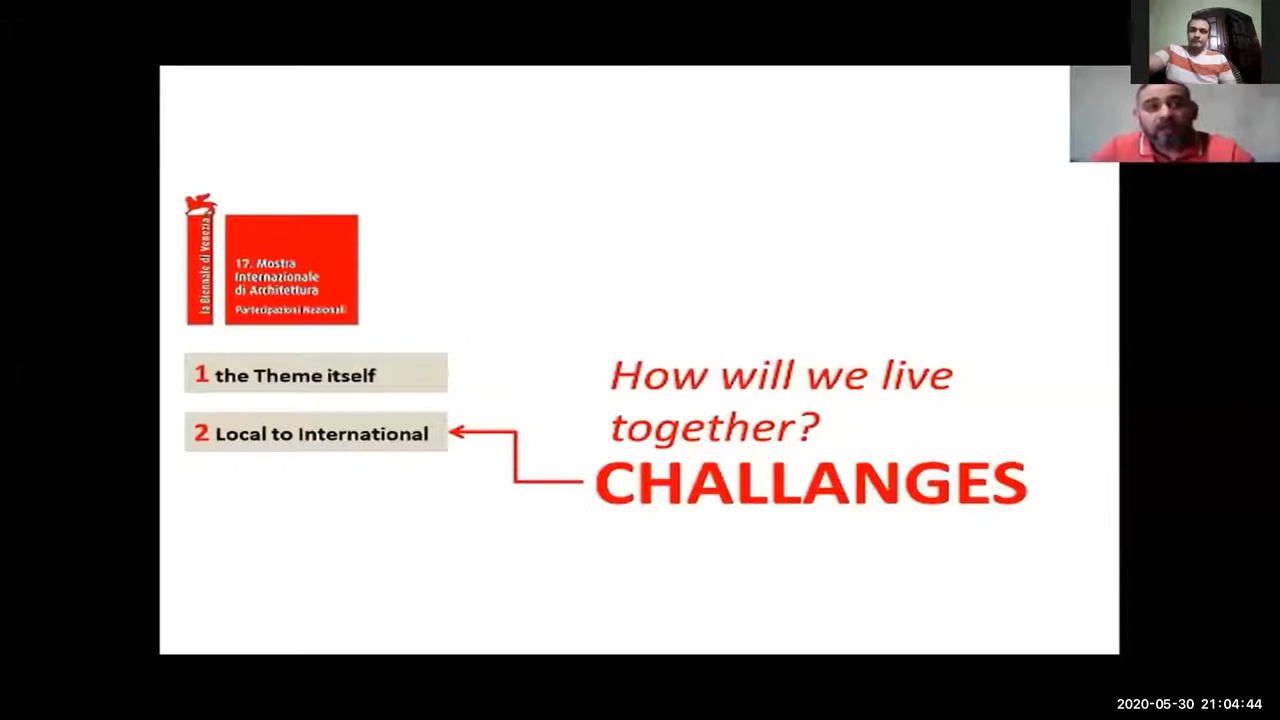 la Biennale di Venezia
17. Mostra
Internazionale
di Architettura
Partecipazioni Nazionali
1 the Theme itself
2 Local to International
How will we live
together?
CHALLANGES
2020-05-30 21:04:44